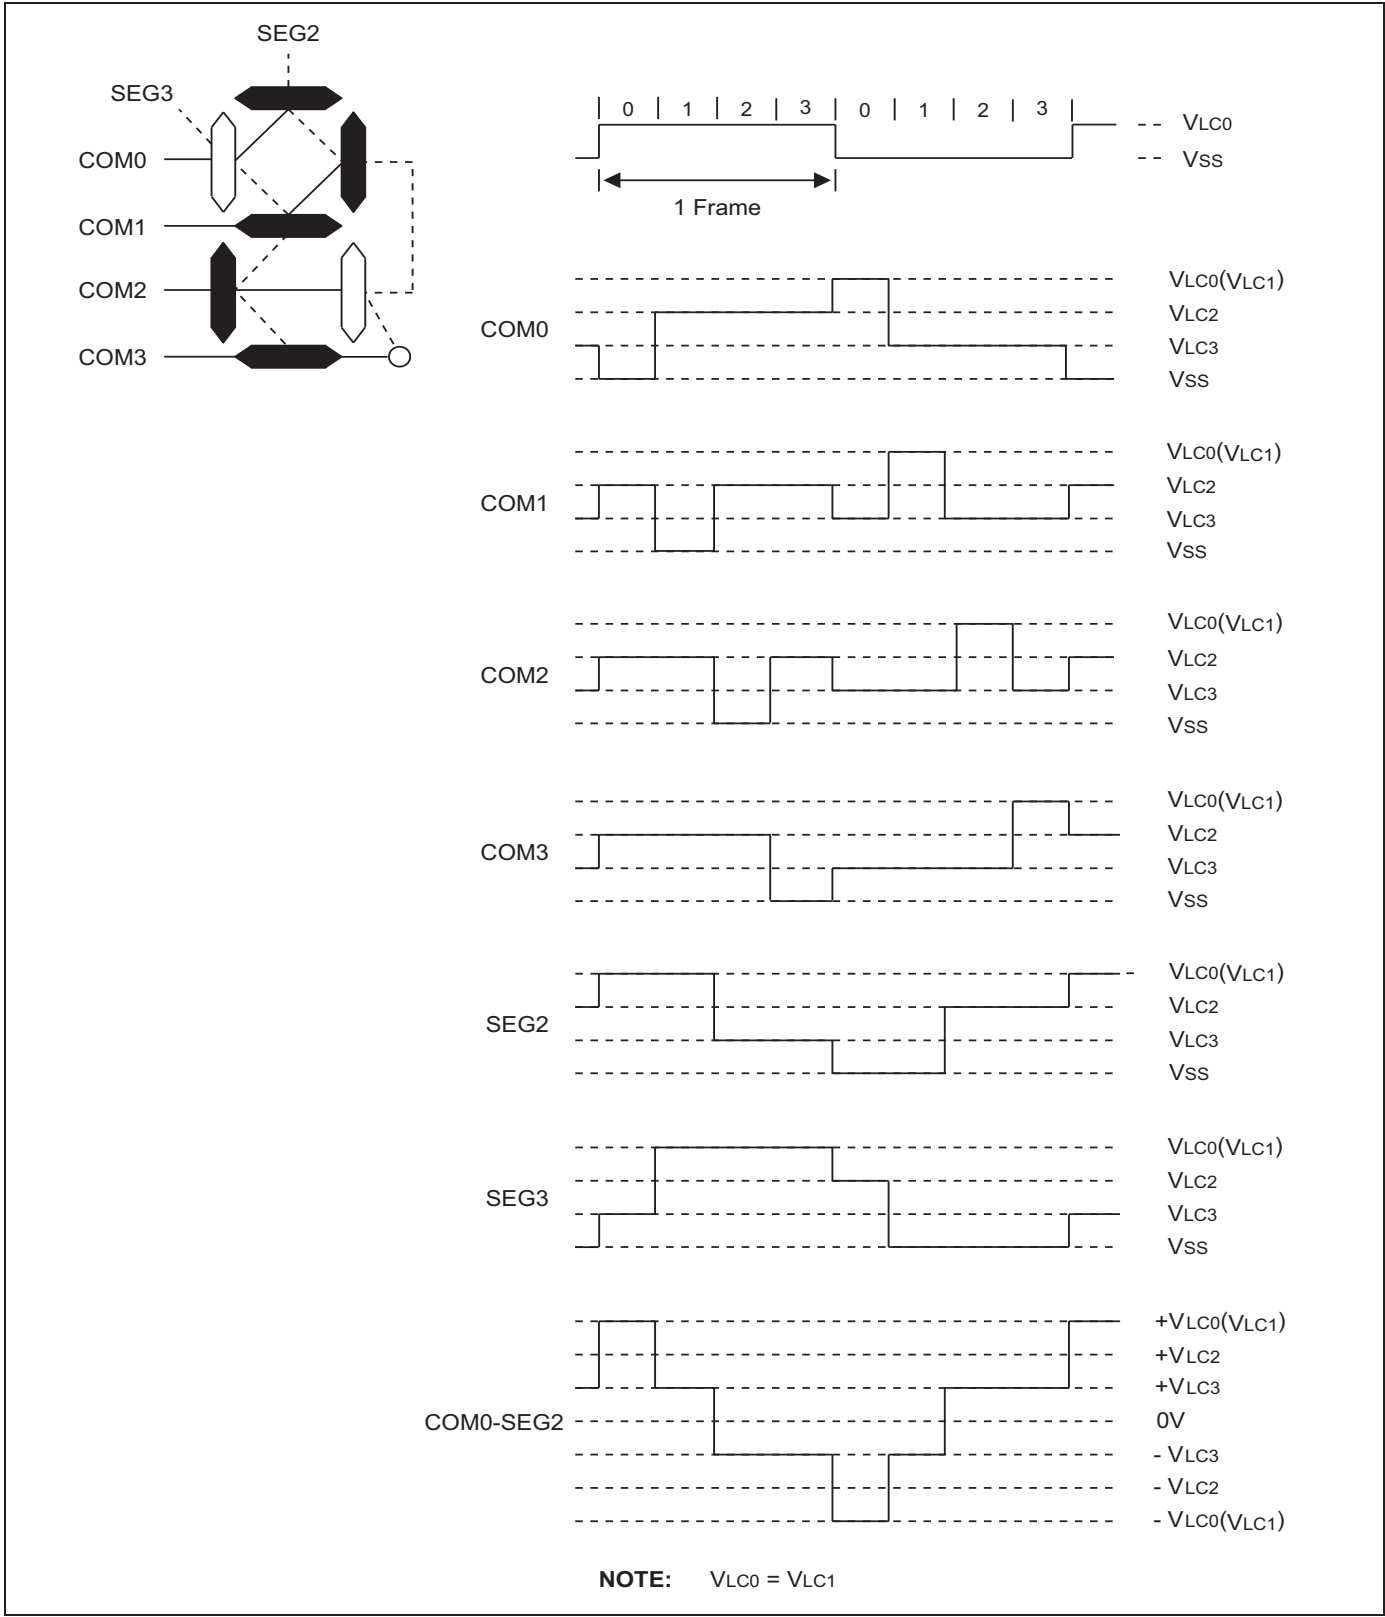 SEG2
SEG3
COM0
COM1
COM2
COM3
0 1 2 3 0 1 2 3
VLC0
VSS
1 Frame
COM0
VLC0(VLC1)
VLC2
VLC3
VSS
COM1
VLC0(VLC1)
VLC2
VLC3
VSS
COM2
VLC0(VLC1)
VLC2
VLC3
VSS
COM3
VLC0(VLC1)
VLC2
VLC3
VSS
SEG2
VLC0(VLC1)
VLC2
VLC3
VSS
SEG3
VLC0(VLC1)
VLC2
VLC3
VSS
COM0-SEG2
+VLC0(VLC1)
+VLC2
+VLC3
0V
- VLC3
- VLC2
- VLC0(VLC1)
NOTE: VLC0 = VLC1